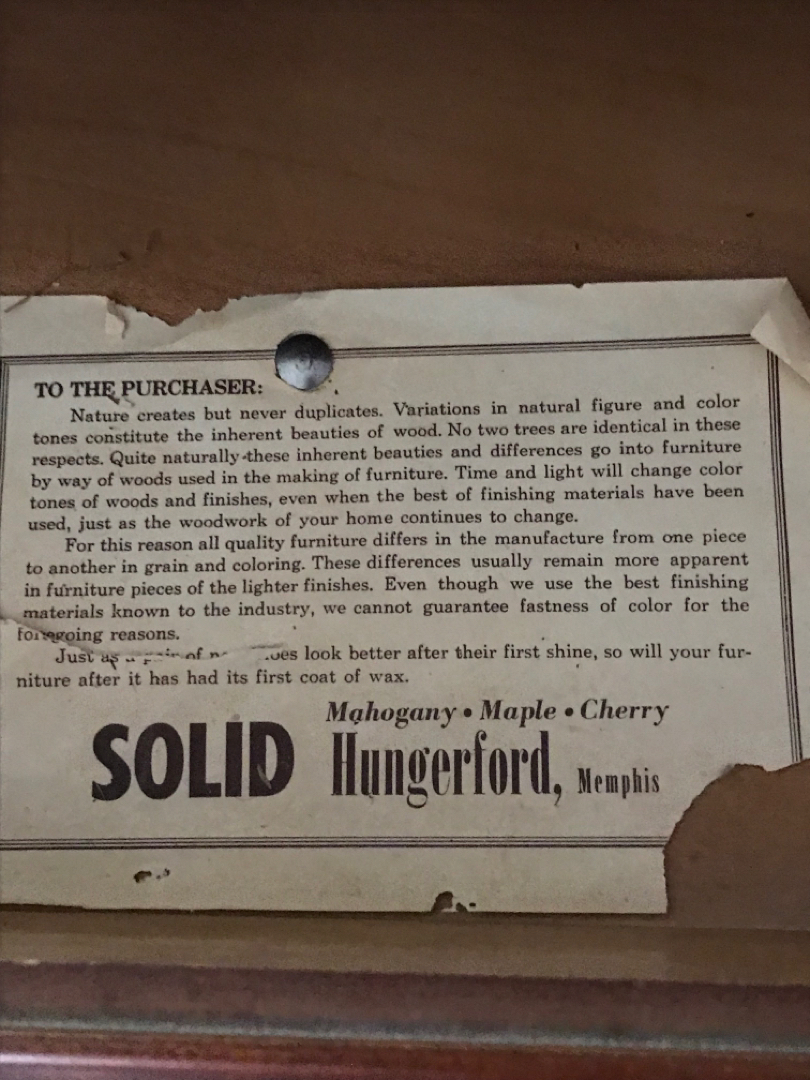 TO THE PURCHASER:
Nature creates but never duplicates. Variations in natural figure and color
tones constitute the inherent beauties of wood. No two trees are identical in these
respects. Quite naturally these inherent beauties and differences go into furniture
by way of woods used in the making of furniture. Time and light will change color
tones of woods and finishes, even when the best of finishing materials have been
used, just as the woodwork of your home continues to change.
For this reason all quality furniture differs in the manufacture from one piece
to another in grain and coloring. These differences usually remain more apparent
in furniture pieces of the lighter finishes. Even though we use the best finishing
materials known to the industry, we cannot guarantee fastness of color for the
foregoing reasons.
Just as of look better after their first shine, so will your fur-
niture after it has had its first coat of wax.
Mahogany • Maple • Cherry
SOLID Hungerford, Memphis